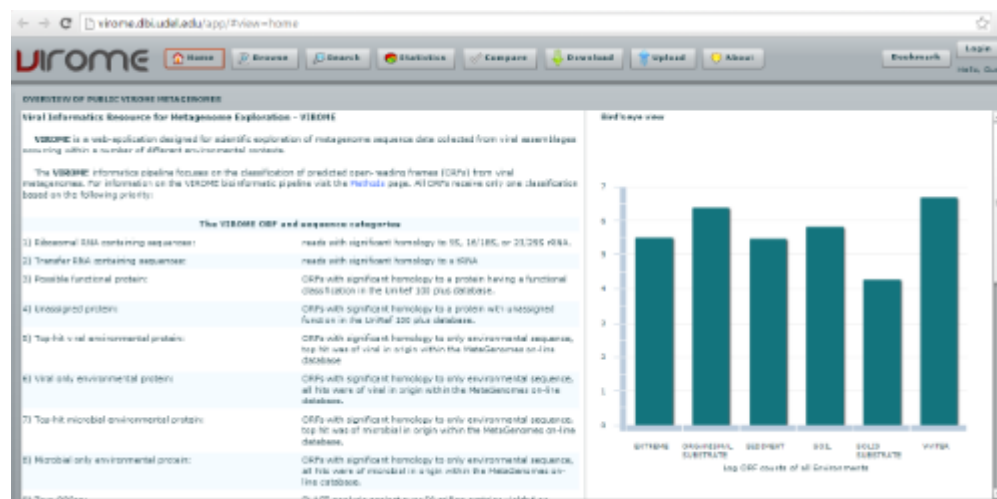 virome.dbi.udel.edu/app/#view=home
VIROME Home Browse Search Statistics Compare Download Upload About Bookmark Login
OVERVIEW OF PUBLIC VIROME METAGENOMES
Viral Informatics Resource for Metagenome Exploration - VIROME
VIROME is a web-application designed for scientific exploration of metagenome sequence data collected from viral assemblages
occurring within a number of different environmental contexts.
The VIROME informatics pipeline focuses on the classification of predicted open-reading frames (ORFs) from viral
metagenomes. For information on the VIROME bioinformatic pipeline visit the Methods page. All ORFs receive only one classification
based on the following priority:
The VIROME ORF and sequence categories
1) Ribosomal RNA containing sequences: reads with significant homology to 5S, 16/18S, or 23/28S rRNA.
2) Transfer RNA containing sequences: reads with significant homology to a tRNA
3) Possible functional protein: ORFs with significant homology to a protein having a functional
classification in the UniRef 100 plus database.
4) Unassigned protein: ORFs with significant homology to a protein with unassigned
function in the UniRef 100 plus database.
5) Top-hit viral environmental protein: ORFs with significant homology to only environmental sequence,
top hit was of viral in origin within the MetaGenomes on-line
database
6) Viral only environmental protein: ORFs with significant homology to only environmental sequence,
all hits were of viral in origin within the MetaGenomes on-line
database.
7) Top-hit microbial environmental protein: ORFs with significant homology to only environmental sequence,
top hit was of microbial in origin within the MetaGenomes on-line
database.
8) Microbial only environmental protein: ORFs with significant homology to only environmental sequence,
all hits were of microbial in origin within the MetaGenomes on-
line database.
Bird's eye view
7
6
5
4
3
2
1
0
EXTREME ORGANISMAL SUBSTRATE SEDIMENT SOIL SOLID SUBSTRATE WATER
Log ORF counts of all Environments